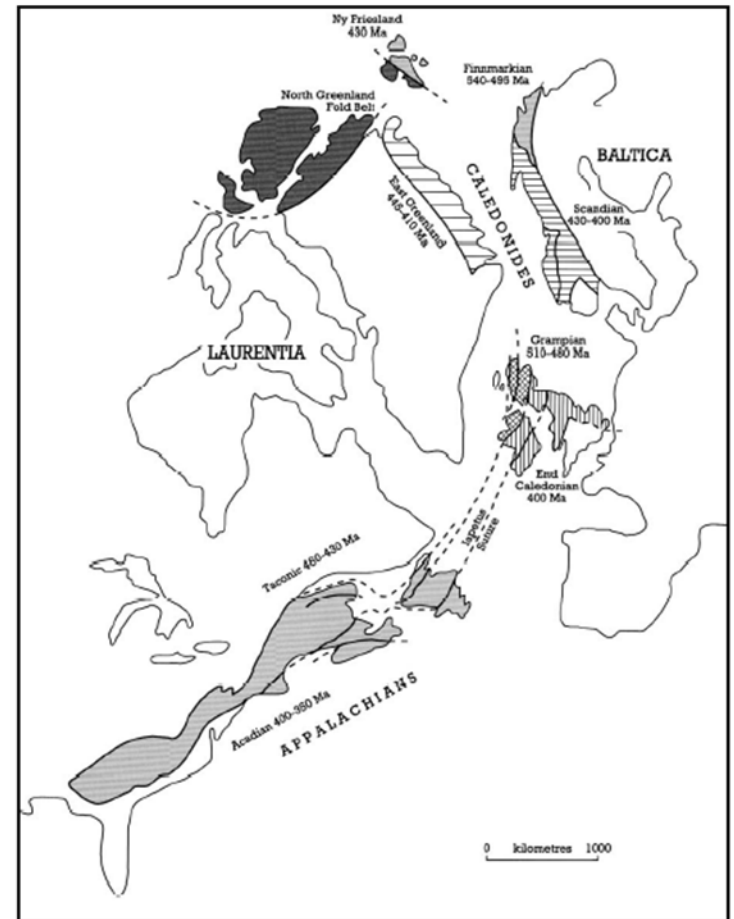 Ny Friesland
430 Ma
Finnmarkian
540-495 Ma
North Greenland
Fold Belt
BALTICA
CALEDONIDES
East Greenland
445-410 Ma
Scandian
430-400 Ma
LAURENTIA
Grampian
510-480 Ma
End
Caledonian
400 Ma
Iapetus
Suture
Taconic 480-430 Ma
Acadian 400-350 Ma
APPALACHIANS
0 kilometres 1000